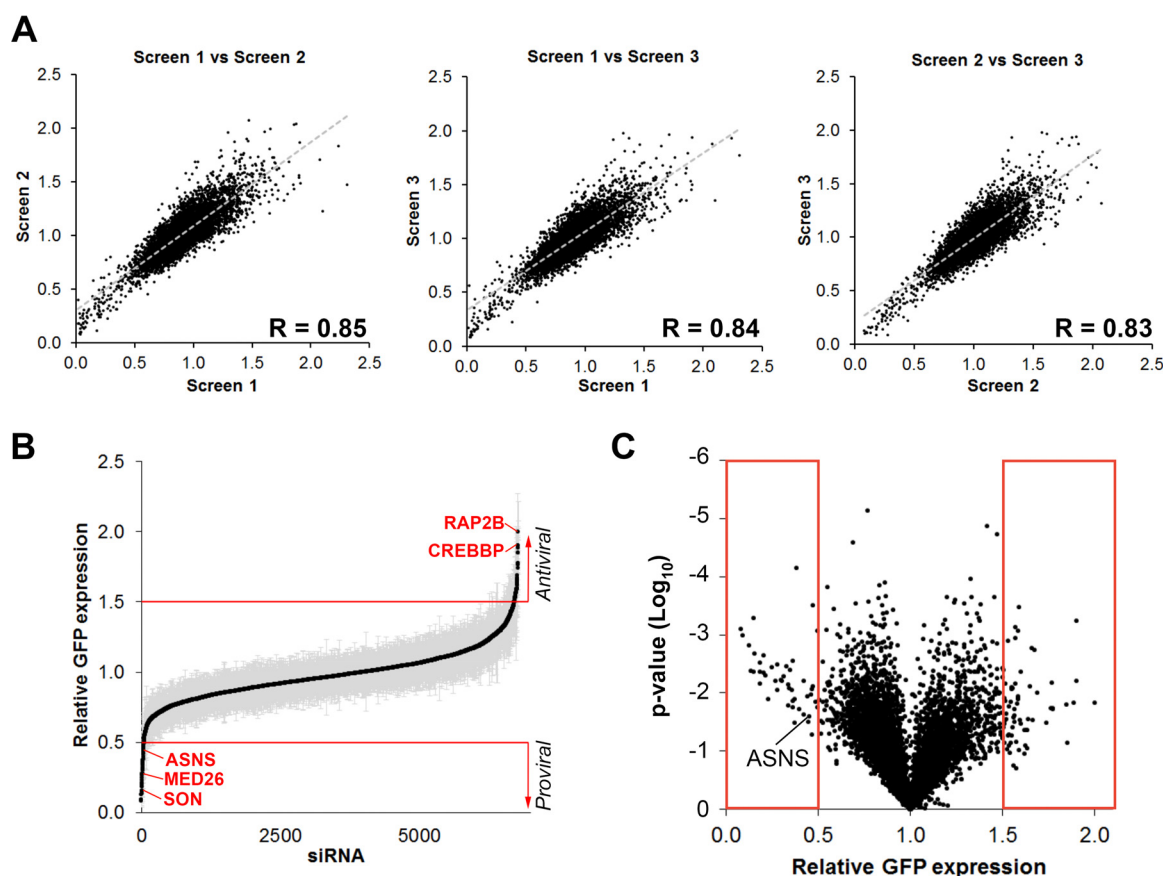 A
Screen 1 vs Screen 2
Screen 1 vs Screen 3
Screen 2 vs Screen 3
2.5
2.0
1.5
1.0
0.5
0.0
Screen 2
R = 0.85
0.0 0.5 1.0 1.5 2.0 2.5
Screen 1
2.5
2.0
1.5
1.0
0.5
0.0
Screen 3
R = 0.84
0.0 0.5 1.0 1.5 2.0 2.5
Screen 1
2.5
2.0
1.5
1.0
0.5
0.0
Screen 3
R = 0.83
0.0 0.5 1.0 1.5 2.0 2.5
Screen 2
B
2.5
2.0
1.5
1.0
0.5
0.0
Relative GFP expression
RAP2B
CREBBP
Antiviral
ASNS
MED26
SON
Proviral
0 2500 5000
siRNA
C
-6
-5
-4
-3
-2
-1
0
p-value (Log10)
ASNS
0.0 0.5 1.0 1.5 2.0
Relative GFP expression